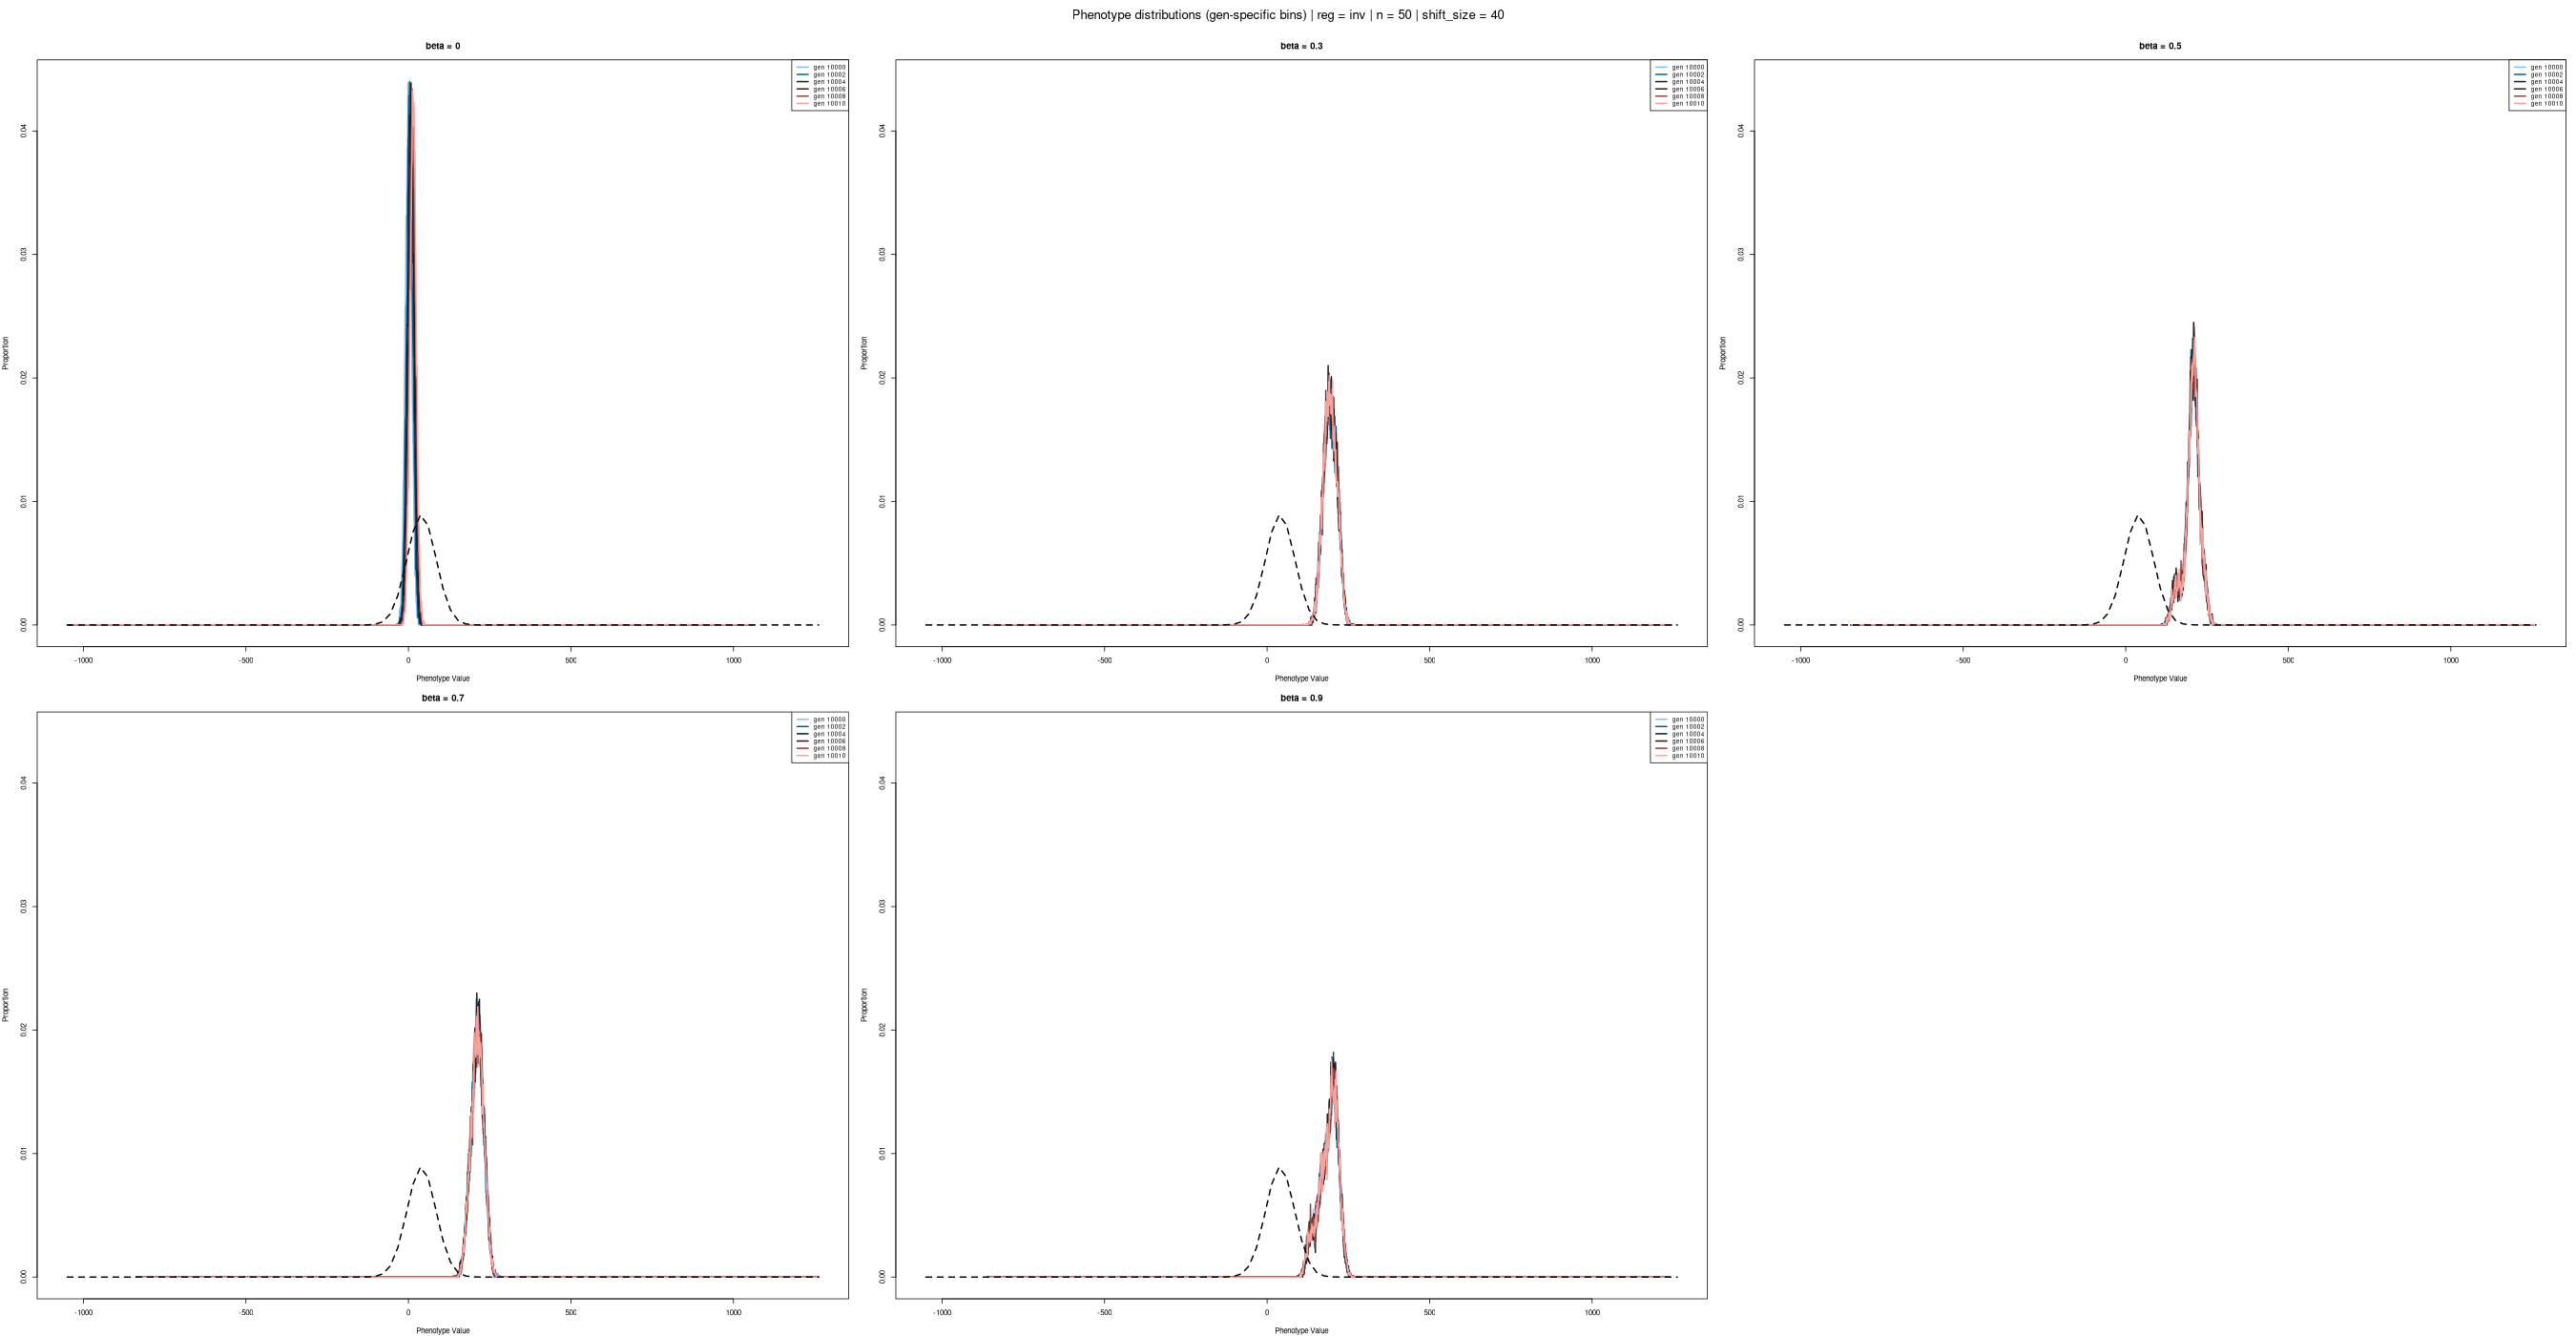 Phenotype distributions (gen-specific bins) | reg = inv | n = 50 | shift_size = 40
beta = 0
gen 10000
gen 10002
gen 10004
gen 10006
gen 10008
gen 10010
0.04
0.03
0.02
0.01
0.00
Proportion
-1000
-500
0
500
1000
Phenotype Value
beta = 0.3
gen 10000
gen 10002
gen 10004
gen 10006
gen 10008
gen 10010
0.04
0.03
0.02
0.01
0.00
Proportion
-1000
-500
0
500
1000
Phenotype Value
beta = 0.5
gen 10000
gen 10002
gen 10004
gen 10006
gen 10008
gen 10010
0.04
0.03
0.02
0.01
0.00
Proportion
-1000
-500
0
500
1000
Phenotype Value
beta = 0.7
gen 10000
gen 10002
gen 10004
gen 10006
gen 10008
gen 10010
0.04
0.03
0.02
0.01
0.00
Proportion
-1000
-500
0
500
1000
Phenotype Value
beta = 0.9
gen 10000
gen 10002
gen 10004
gen 10006
gen 10008
gen 10010
0.04
0.03
0.02
0.01
0.00
Proportion
-1000
-500
0
500
1000
Phenotype Value